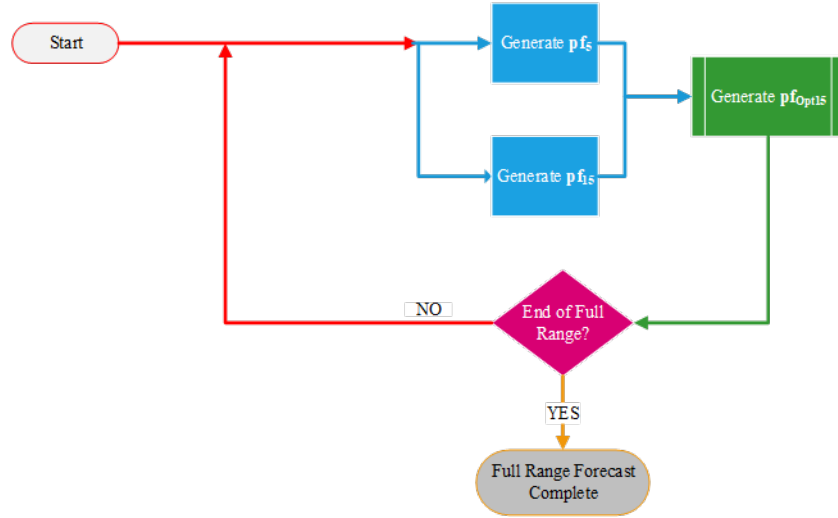 Start
Generate pf5
Generate pfOpt15
Generate pf15
NO
End of Full
Range?
YES
Full Range Forecast
Complete